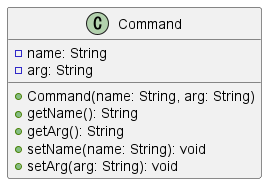 C Command
name: String
arg: String
Command(name: String, arg: String)
getName(): String
getArg(): String
setName(name: String): void
setArg(arg: String): void